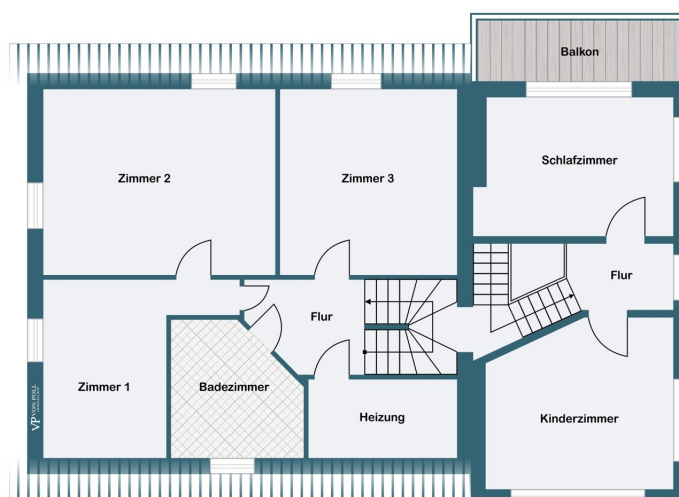 Balkon
Zimmer 2
Zimmer 3
Schlafzimmer
Flur
Flur
Zimmer 1
Badezimmer
Heizung
Kinderzimmer
VP VON POLL